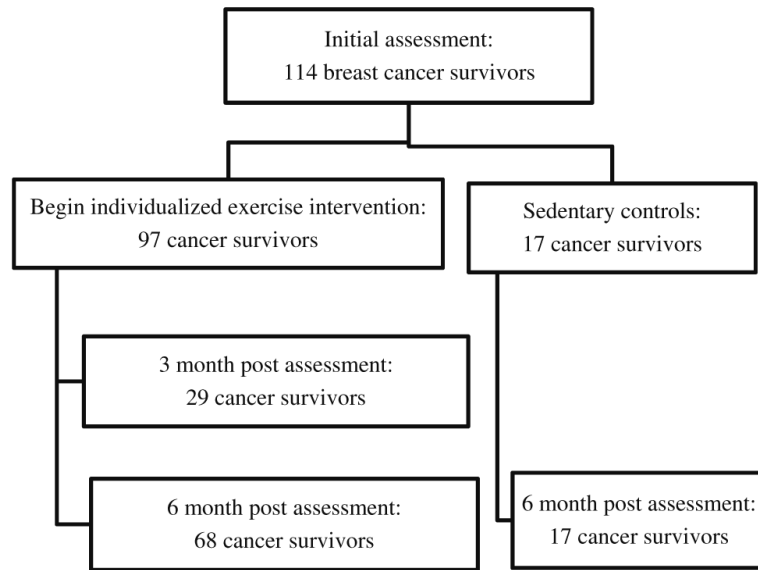 Initial assessment:
114 breast cancer survivors
Begin individualized exercise intervention:
97 cancer survivors
Sedentary controls:
17 cancer survivors
3 month post assessment:
29 cancer survivors
6 month post assessment:
68 cancer survivors
6 month post assessment:
17 cancer survivors